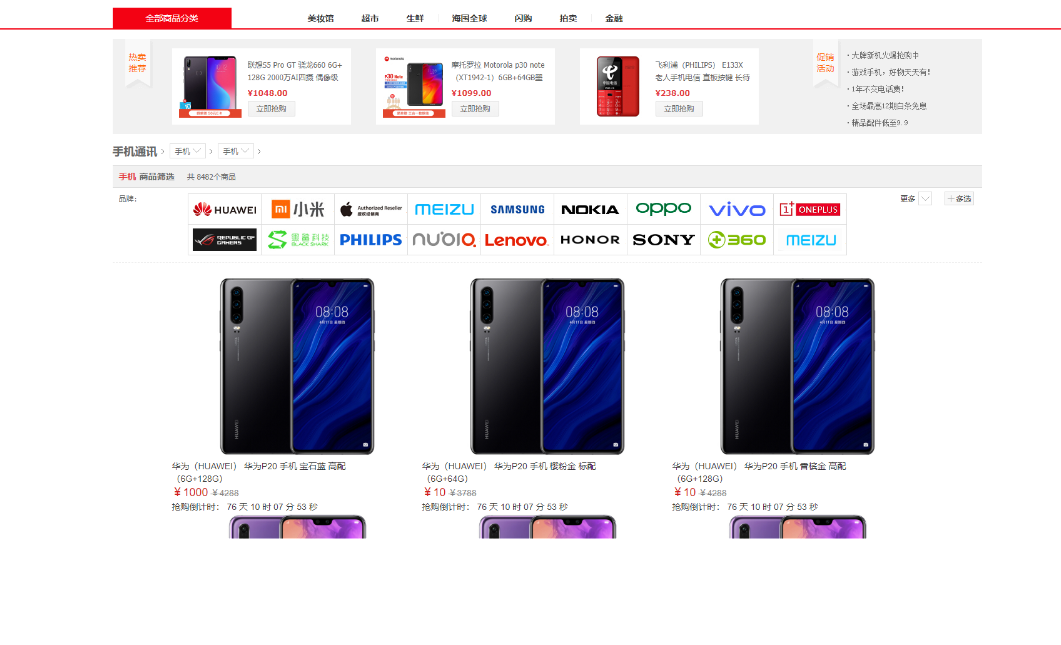 全部商品分类 美妆馆 超市 生鲜 海国全球 闪购 拍卖 金融
热卖
推荐
联想S5 Pro GT 骁龙660 6G+
128G 2000万AI四摄 偶像级
¥1048.00
立即抢购
摩托罗拉 Motorola p30 note
（XT1942-1）6GB+64GB墨
¥1099.00
立即抢购
飞利浦（PHILIPS） E133X
老人手机电信 直板按键 长待
¥238.00
立即抢购
促销
活动
· 大牌新机火爆抢购中
· 游戏手机，好物天天有!
· 1年不充电话费!
· 全场最高12期白条免息
· 精品配件低至9.9
手机通讯 › 手机 › 手机 ›
手机 商品筛选 共 8482个商品
品牌： HUAWEI mi 小米 Authorized Reseller MEIZU SAMSUNG NOKIA OPPO vivo 1+ ONEPLUS 更多 +多选
REPUBLIC OF GAMERS 黑鲨科技 BLACK SHARK PHILIPS nubia Lenovo HONOR SONY 360 MEIZU
08:08 08:08 08:08
HUAWEI HUAWEI HUAWEI
华为（HUAWEI） 华为P20 手机 宝石蓝 高配
（6G+128G）
¥ 1000 ¥ 4288
抢购倒计时： 76 天 10 时 07 分 53 秒
华为（HUAWEI） 华为P20 手机 樱粉金 标配
（6G+64G）
¥ 10 ¥ 3788
抢购倒计时： 76 天 10 时 07 分 53 秒
华为（HUAWEI） 华为P20 手机 香槟金 高配
（6G+128G）
¥ 10 ¥ 4288
抢购倒计时： 76 天 10 时 07 分 53 秒